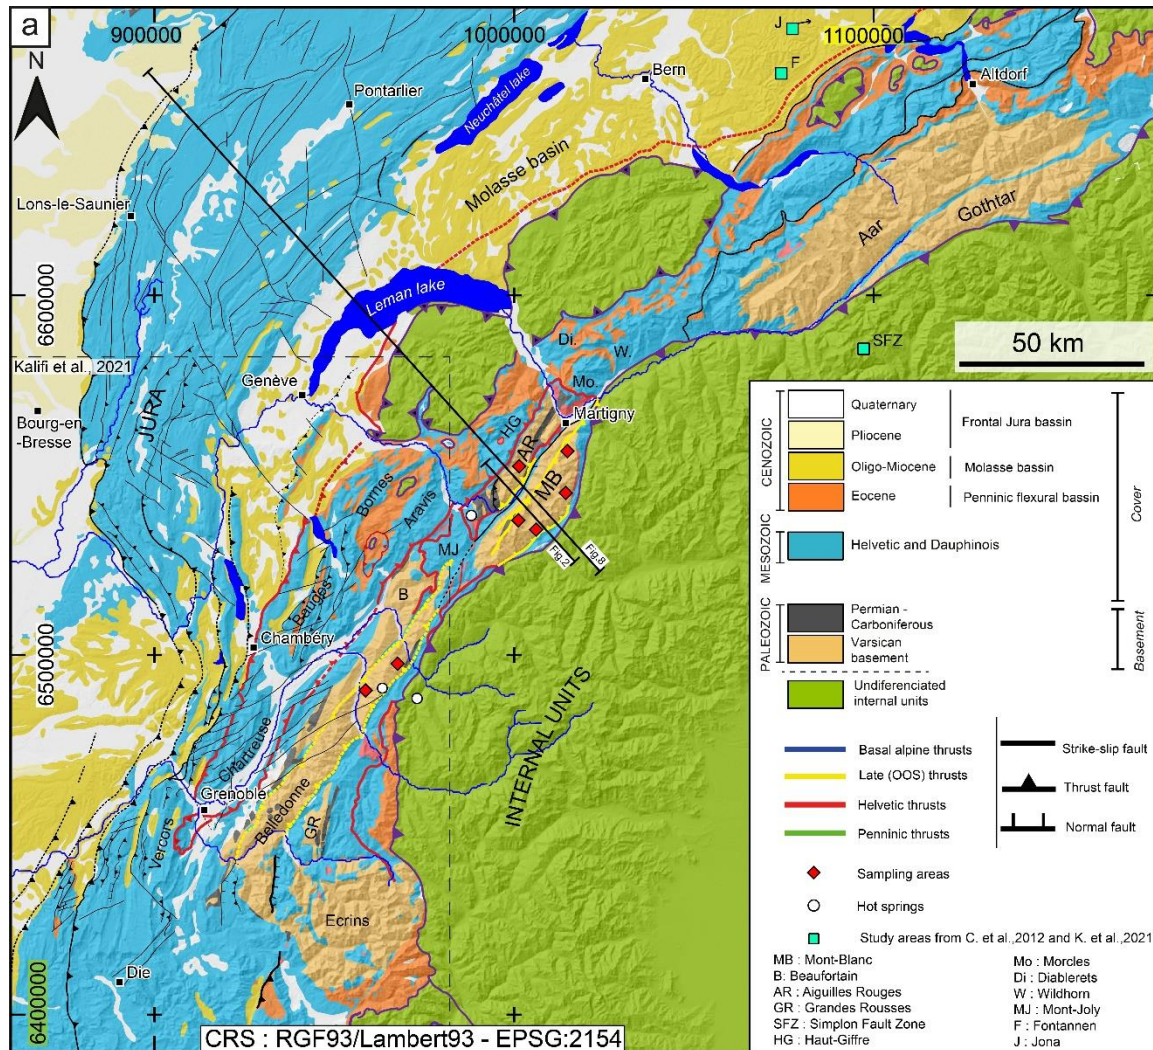 a
J
900000
1000000
1100000
F
N
Bern
Altdorf
Pontarlier
Neuchâtel lake
Molasse basin
Lons-le-Saunier
Gothtar
Aar
6600000
Leman lake
Di.
W.
SFZ
50 km
Kalifi et al., 2021
Genève
Mo.
Martigny
JURA
HG
AR
Bourg-en
-Bresse
MB
Bornes
Aravis
MJ
Fig.2
Fig.8
B
Bauges
Chambéry
6500000
INTERNAL UNITS
Chartreuse
Grenoble
Belledonne
GR
Vercors
Ecrins
Die
6400000
CRS : RGF93/Lambert93 - EPSG:2154
CENOZOIC
Quaternary
Pliocene
Frontal Jura bassin
Oligo-Miocene
Molasse bassin
Eocene
Penninic flexural bassin
Cover
MESOZOIC
Helvetic and Dauphinois
PALEOZOIC
Permian -
Carboniferous
Varsican
basement
Basement
Undiferenciated
internal units
Basal alpine thrusts
Strike-slip fault
Late (OOS) thrusts
Thrust fault
Helvetic thrusts
Normal fault
Penninic thrusts
Sampling areas
Hot springs
Study areas from C. et al.,2012 and K. et al.,2021
MB : Mont-Blanc
B: Beaufortain
AR : Aiguilles Rouges
GR : Grandes Rousses
SFZ : Simplon Fault Zone
HG : Haut-Giffre
Mo : Morcles
Di : Diablerets
W : Wildhorn
MJ : Mont-Joly
F : Fontannen
J : Jona